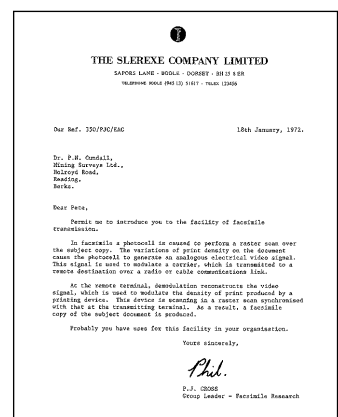 THE SLEREXE COMPANY LIMITED
SAPORS LANE - BOOLE - DORSET - BH 25 8 ER
TELEPHONE BOOLE (945 13) 51617 - TELEX 123456
Our Ref. 350/PJC/EAC 18th January, 1972.
Dr. P.N. Cundall,
Mining Surveys Ltd.,
Holroyd Road,
Reading,
Berks.
Dear Pete,
Permit me to introduce you to the facility of facsimile
transmission.
In facsimile a photocell is caused to perform a raster scan over
the subject copy. The variations of print density on the document
cause the photocell to generate an analogous electrical video signal.
This signal is used to modulate a carrier, which is transmitted to a
remote destination over a radio or cable communications link.
At the remote terminal, demodulation reconstructs the video
signal, which is used to modulate the density of print produced by a
printing device. This device is scanning in a raster scan synchronised
with that at the transmitting terminal. As a result, a facsimile
copy of the subject document is produced.
Probably you have uses for this facility in your organisation.
Yours sincerely,
Phil.
P.J. CROSS
Group Leader - Facsimile Research